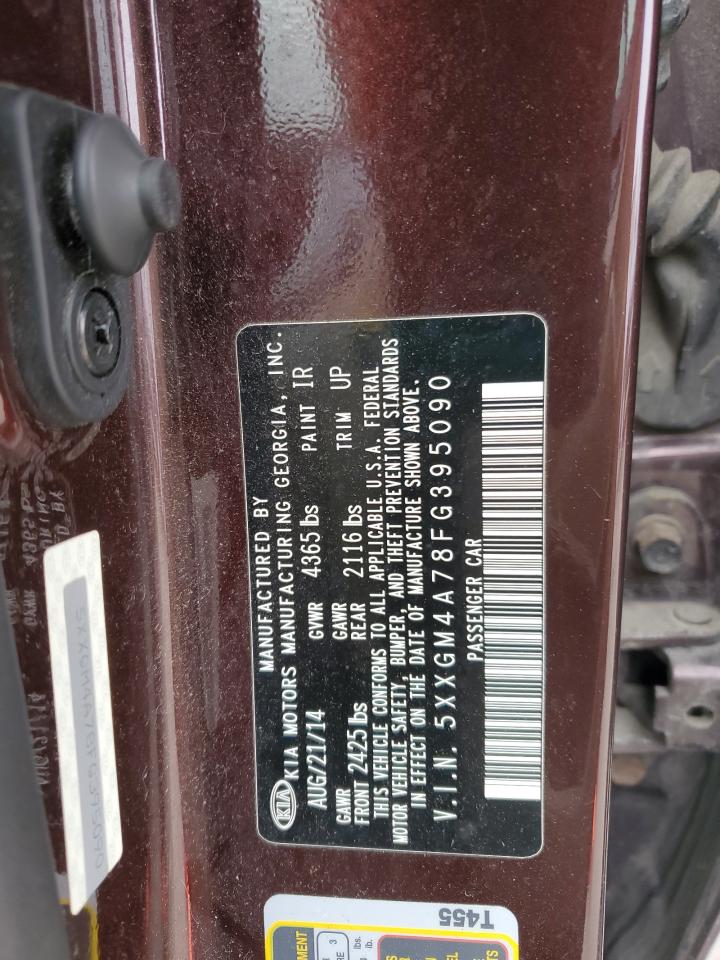 MANUFACTURED BY
KIA KIA MOTORS MANUFACTURING GEORGIA, INC.
AUG/21/14 GVWR 4365 lbs PAINT IR
GAWR FRONT 2425 lbs GAWR REAR 2116 lbs TRIM UP
THIS VEHICLE CONFORMS TO ALL APPLICABLE U.S.A. FEDERAL
MOTOR VEHICLE SAFETY, BUMPER, AND THEFT PREVENTION STANDARDS
IN EFFECT ON THE DATE OF MANUFACTURE SHOWN ABOVE.
V.I.N. 5XXGM4A78FG395090
PASSENGER CAR
5XXGM4A78FG395090
T455